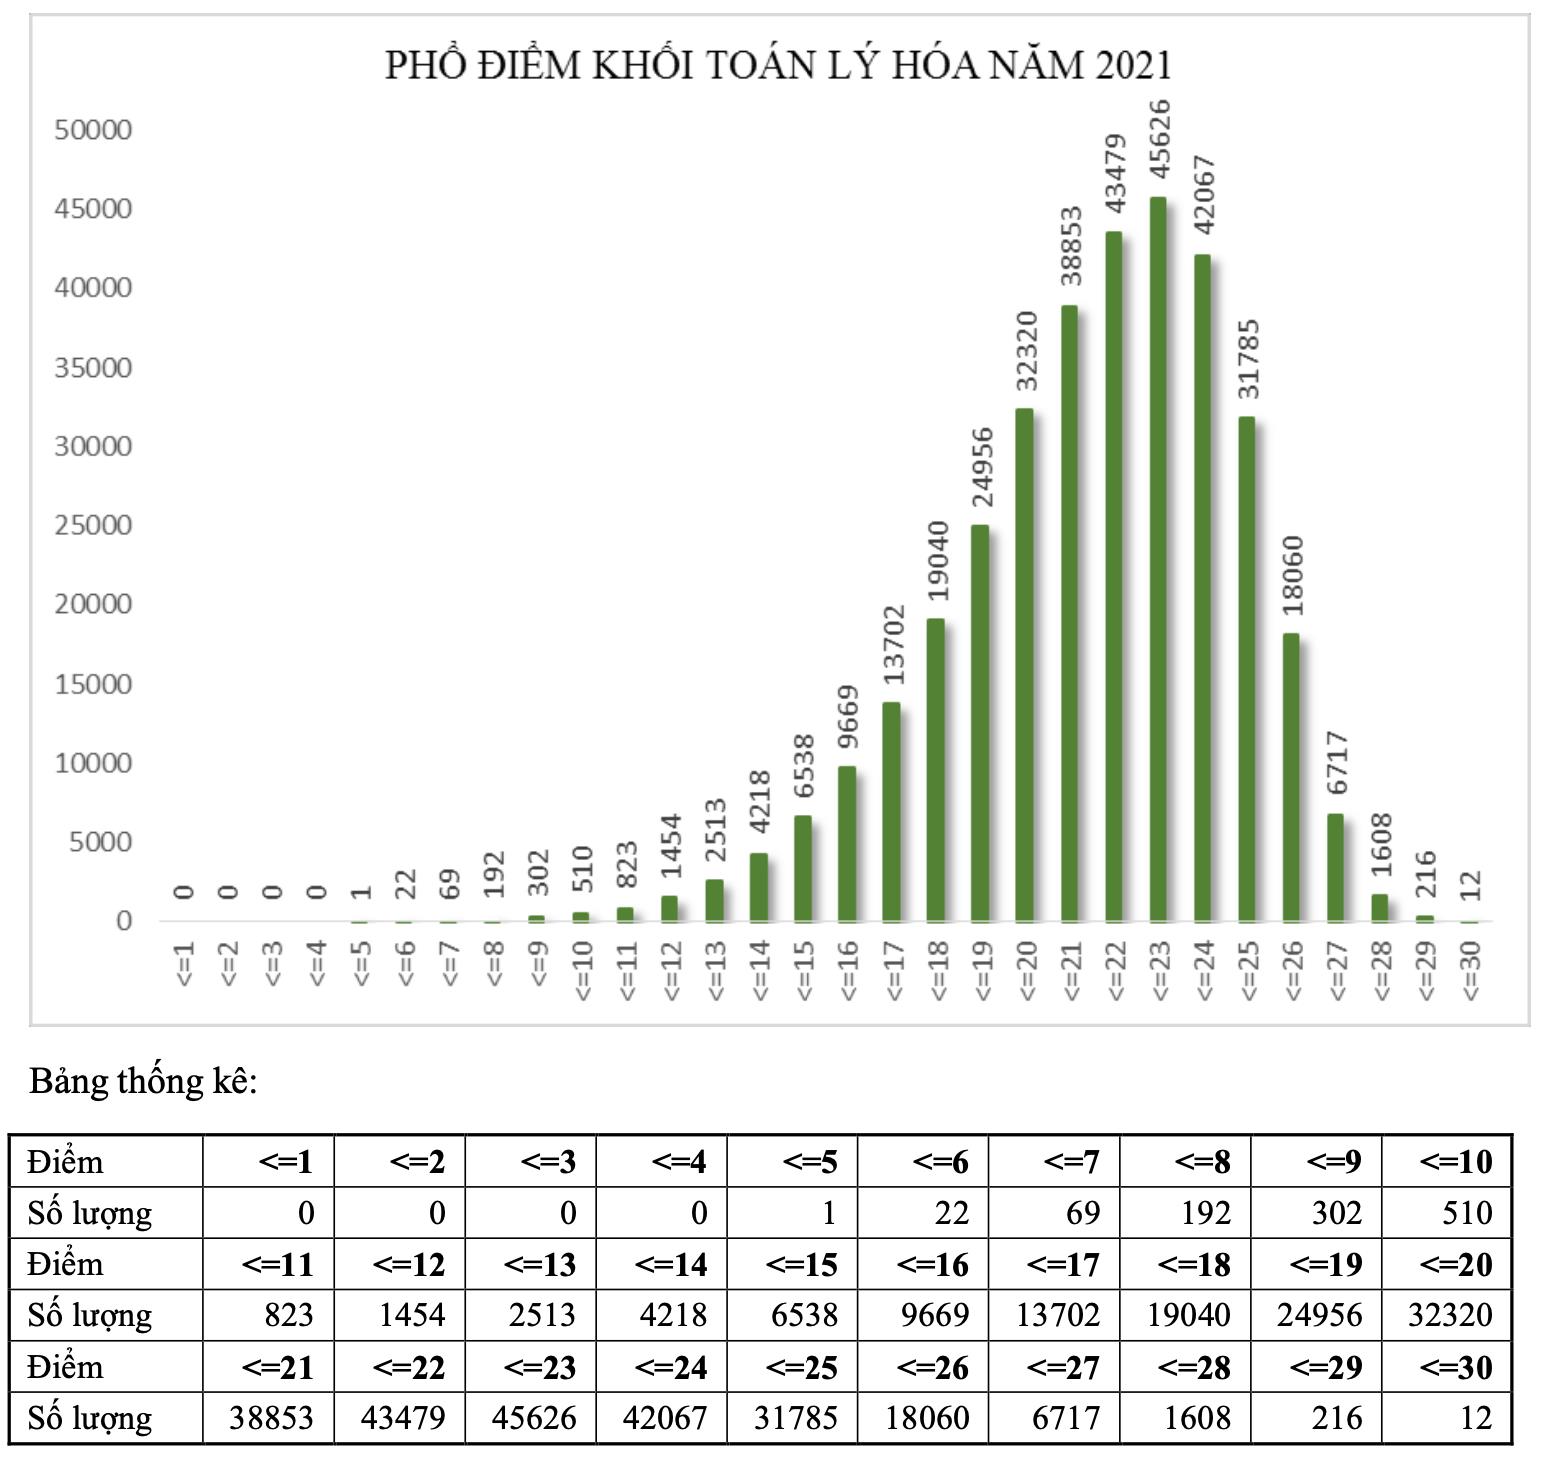 PHỔ ĐIỂM KHỐI TOÁN LÝ HÓA NĂM 2021
50000
45000
40000
35000
30000
25000
20000
15000
10000
5000
0
0 0 0 0 1 22 69 192 302 510 823 1454 2513 4218 6538 9669 13702 19040 24956 32320 38853 43479 45626 42067 31785 18060 6717 1608 216 12
<=1 <=2 <=3 <=4 <=5 <=6 <=7 <=8 <=9 <=10 <=11 <=12 <=13 <=14 <=15 <=16 <=17 <=18 <=19 <=20 <=21 <=22 <=23 <=24 <=25 <=26 <=27 <=28 <=29 <=30
Bảng thống kê:
Điểm <=1 <=2 <=3 <=4 <=5 <=6 <=7 <=8 <=9 <=10
Số lượng 0 0 0 0 1 22 69 192 302 510
Điểm <=11 <=12 <=13 <=14 <=15 <=16 <=17 <=18 <=19 <=20
Số lượng 823 1454 2513 4218 6538 9669 13702 19040 24956 32320
Điểm <=21 <=22 <=23 <=24 <=25 <=26 <=27 <=28 <=29 <=30
Số lượng 38853 43479 45626 42067 31785 18060 6717 1608 216 12